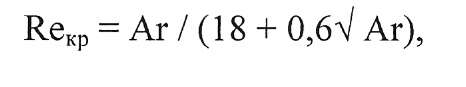 Reкр = Ar / (18 + 0,6√ Ar),